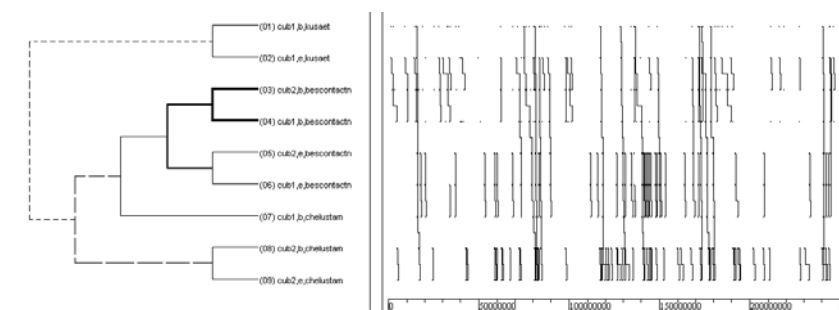 (01) cub1,b,kusaet
(02) cub1,e,kusaet
(03) cub2,b,bescontactn
(04) cub1,b,bescontactn
(05) cub2,e,bescontactn
(06) cub1,e,bescontactn
(07) cub1,b,chelustam
(08) cub2,b,chelustam
(09) cub2,e,chelustam
0 50000000 100000000 150000000 200000000